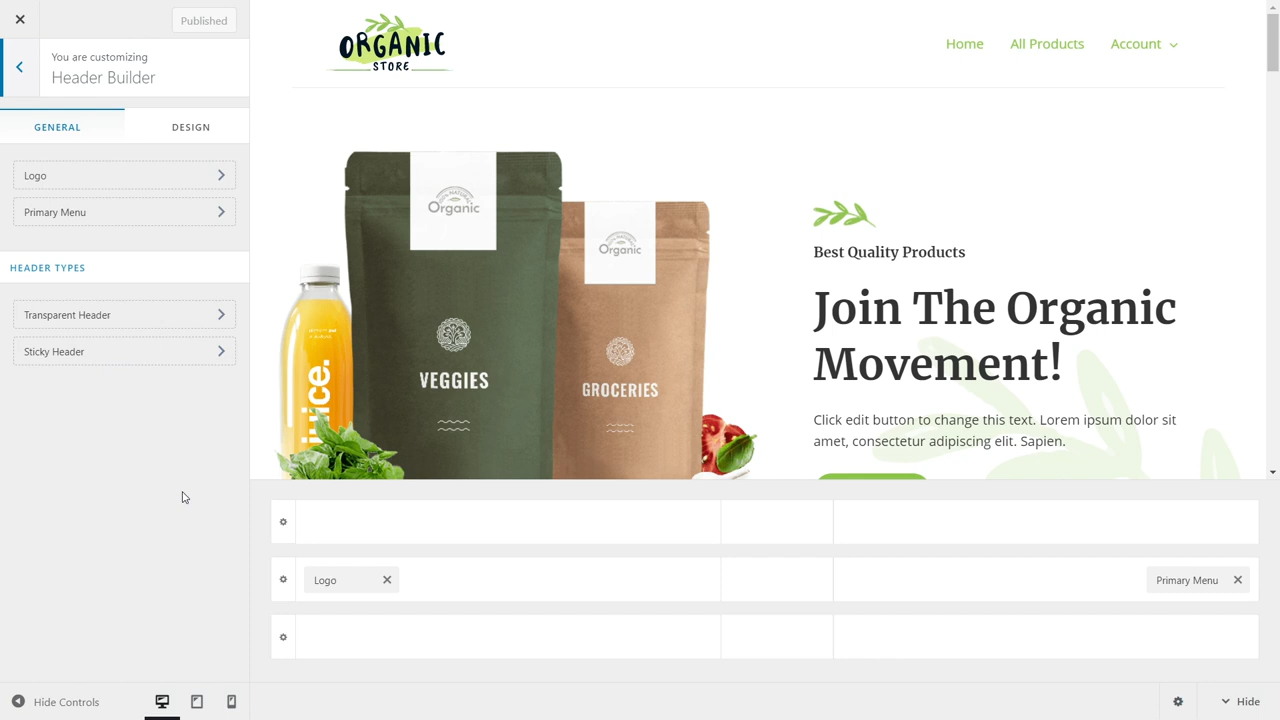 Published
You are customizing
Header Builder
GENERAL
DESIGN
Logo
Primary Menu
HEADER TYPES
Transparent Header
Sticky Header
Hide Controls
ORGANIC
STORE
Home
All Products
Account
Organic
Organic
juice.
VEGGIES
GROCERIES
Best Quality Products
Join The Organic
Movement!
Click edit button to change this text. Lorem ipsum dolor sit
amet, consectetur adipiscing elit. Sapien.
Logo
Primary Menu
Hide